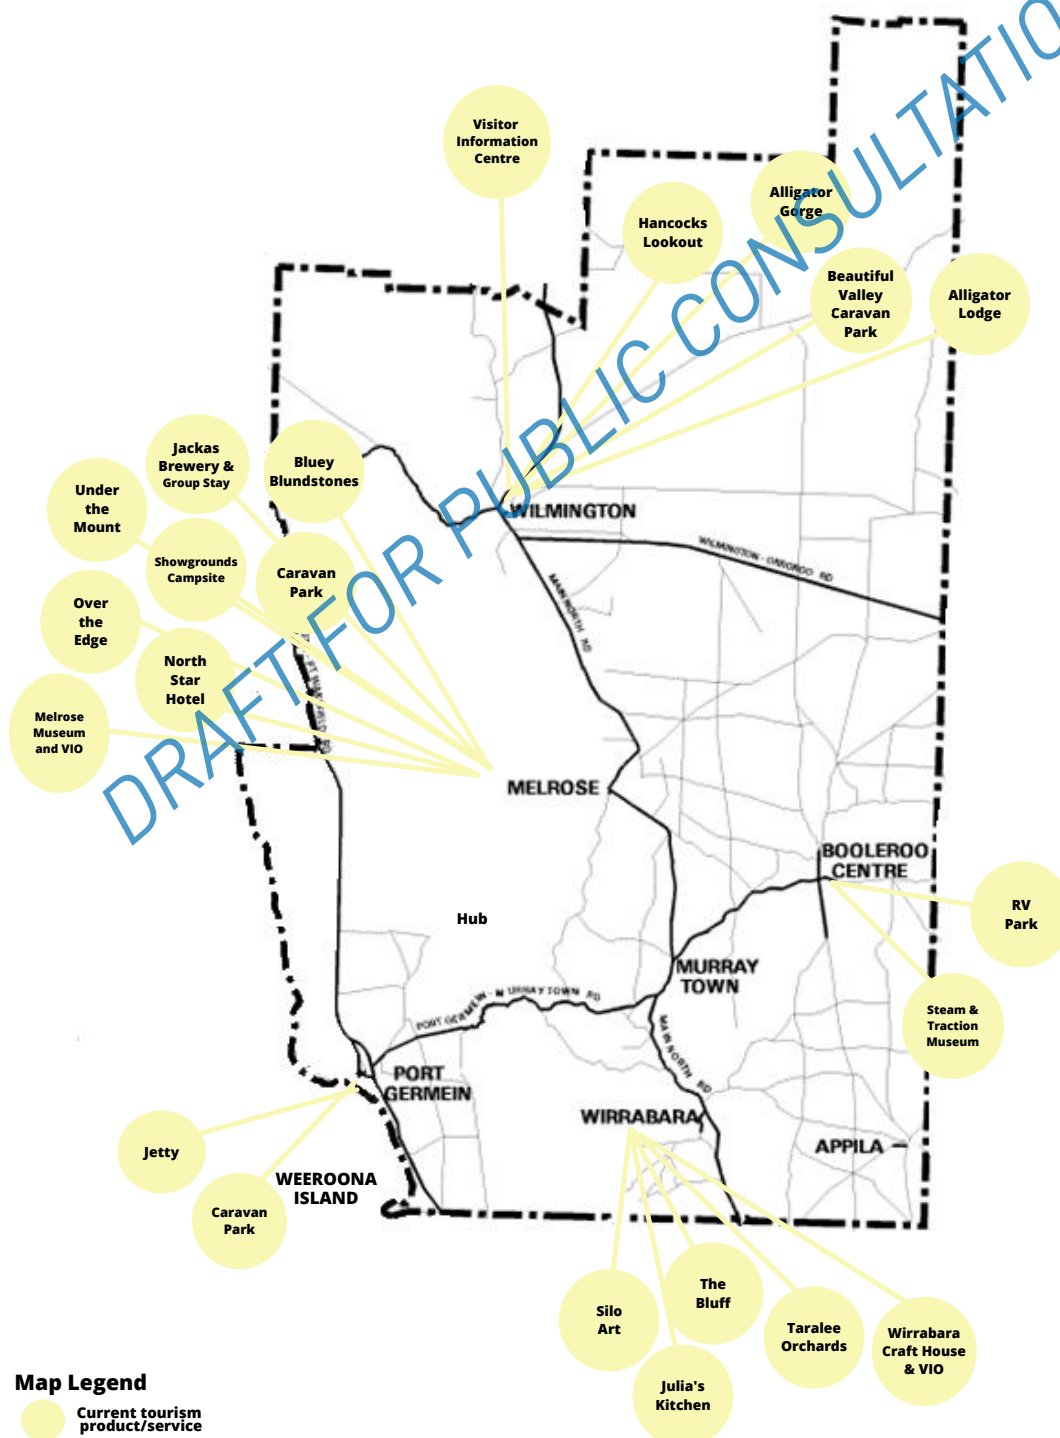 Visitor
Information
Centre
Hancocks
Lookout
Alligator
Gorge
Beautiful
Valley
Caravan
Park
Alligator
Lodge
Jackas
Brewery &
Group Stay
Bluey
Blundstones
Under
the
Mount
Showgrounds
Campsite
Caravan
Park
Over
the
Edge
North
Star
Hotel
Melrose
Museum
and VIO
DRAFT FOR PUBLIC CONSULTATIO
WILMINGTON
WILMINGTON - ORROROO RD
MAIN NORTH RD
MELROSE
BOOLEROO
CENTRE
RV
Park
Hub
MURRAY
TOWN
Steam &
Traction
Museum
PORT GERMEIN - MURRAY TOWN RD
MAIN NORTH RD
PORT
GERMEIN
WIRRABARA
APPILA
Jetty
WEEROONA
ISLAND
Caravan
Park
Silo
Art
The
Bluff
Taralee
Orchards
Wirrabara
Craft House
& VIO
Julia's
Kitchen
Map Legend
Current tourism
product/service